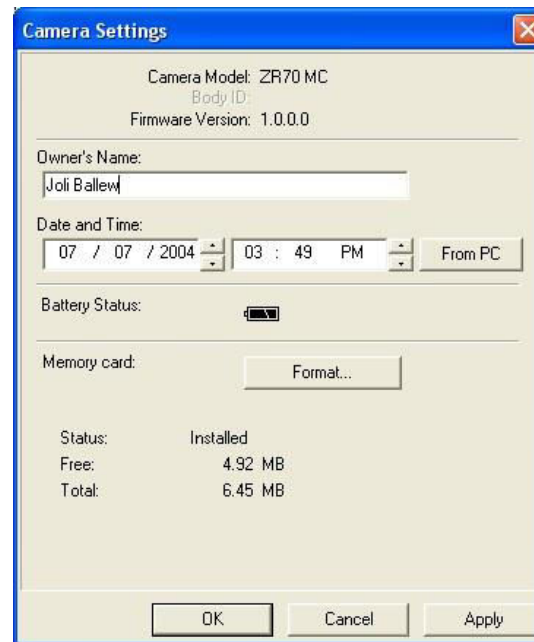 Camera Settings
Camera Model: ZR70 MC
Body ID:
Firmware Version: 1.0.0.0
Owner's Name:
Joli Ballew
Date and Time:
07 / 07 / 2004 03 : 49 PM From PC
Battery Status:
Memory card: Format...
Status: Installed
Free: 4.92 MB
Total: 6.45 MB
OK Cancel Apply